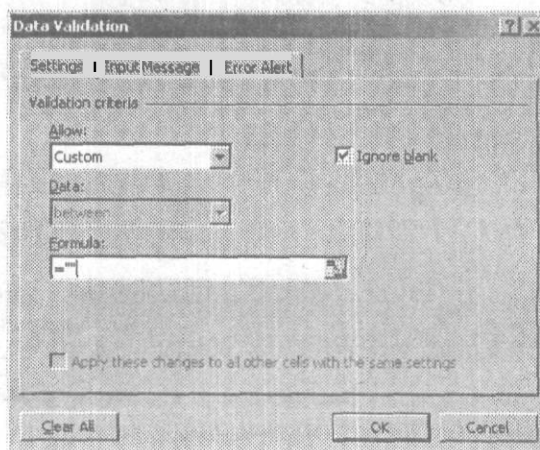 Data Validation
Settings | Input Message | Error Alert
Validation criteria
Allow:
Custom
Ignore blank
Data:
between
Formula:
=""
Apply these changes to all other cells with the same settings
Clear All
OK
Cancel